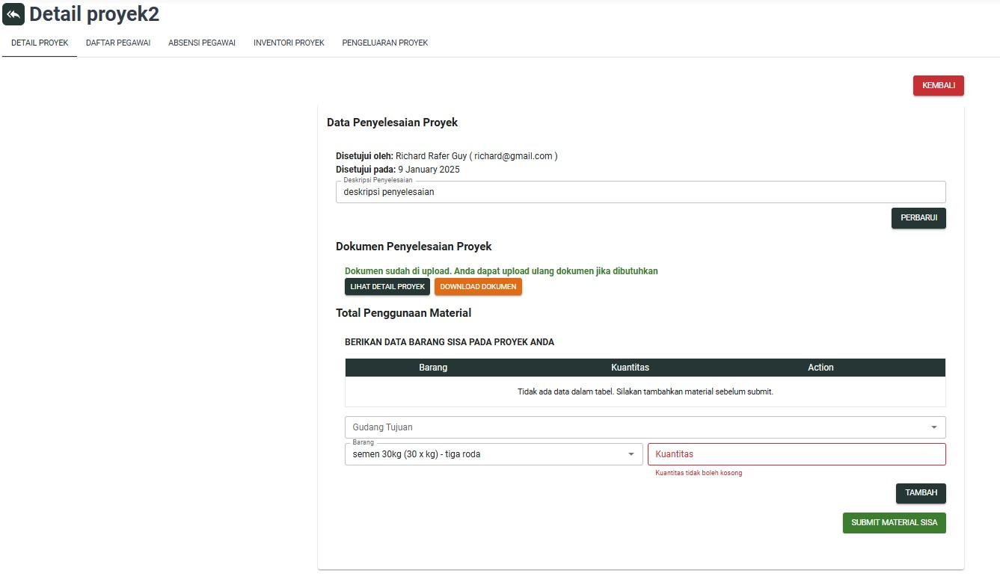 Detail proyek2
DETAIL PROYEK DAFTAR PEGAWAI ABSENSI PEGAWAI INVENTORI PROYEK PENGELUARAN PROYEK
KEMBALI
Data Penyelesaian Proyek
Disetujui oleh: Richard Rafer Guy ( richard@gmail.com )
Disetujui pada: 9 January 2025
Deskripsi Penyelesaian
deskripsi penyelesaian
PERBARUI
Dokumen Penyelesaian Proyek
Dokumen sudah di upload. Anda dapat upload ulang dokumen jika dibutuhkan
LIHAT DETAIL PROYEK DOWNLOAD DOKUMEN
Total Penggunaan Material
BERIKAN DATA BARANG SISA PADA PROYEK ANDA
Barang Kuantitas Action
Tidak ada data dalam tabel. Silakan tambahkan material sebelum submit.
Gudang Tujuan
Barang
semen 30kg (30 x kg) - tiga roda Kuantitas
Kuantitas tidak boleh kosong
TAMBAH
SUBMIT MATERIAL SISA